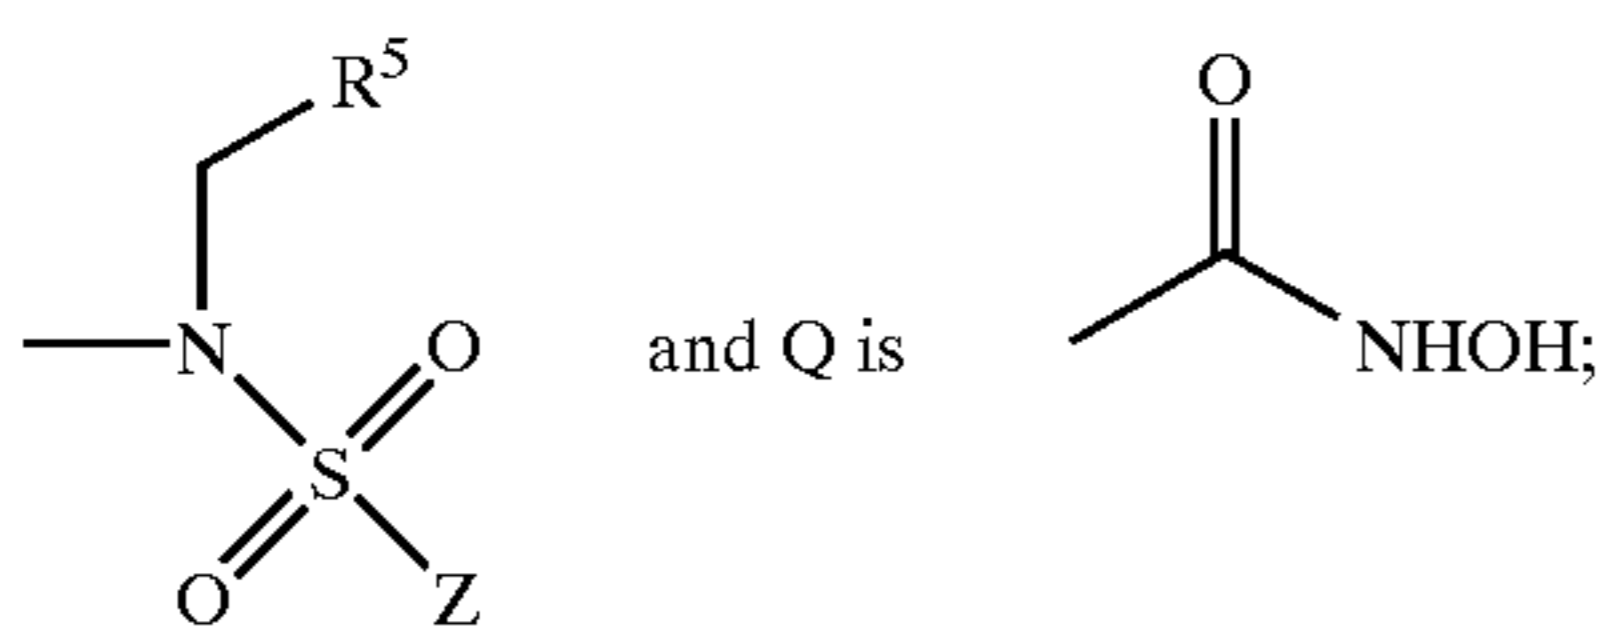 R⁵
O
N
O
and Q is
NHOH;
S
O
Z